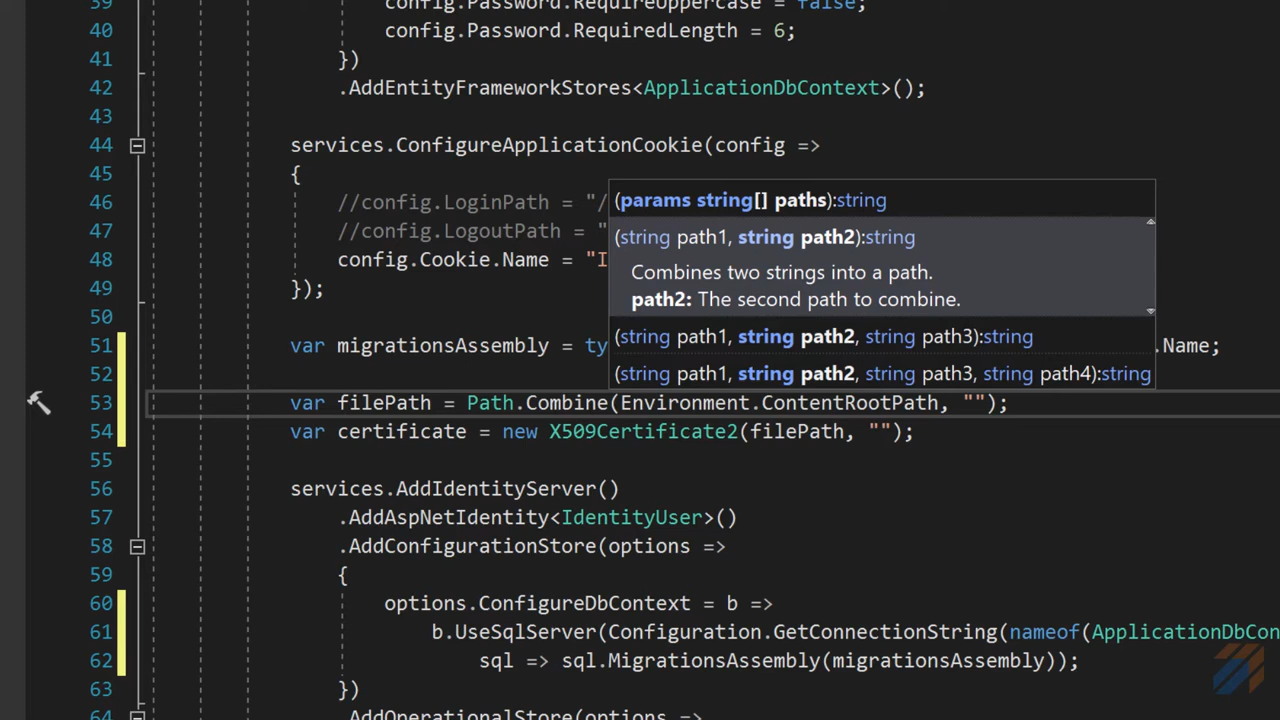 39 config.Password.RequireUppercase = false;
40 config.Password.RequiredLength = 6;
41 })
42 .AddEntityFrameworkStores<ApplicationDbContext>();
43
44 services.ConfigureApplicationCookie(config =>
45 {
46 //config.LoginPath = "/
(params string[] paths):string
47 //config.LogoutPath = "
(string path1, string path2):string
48 config.Cookie.Name = "I
Combines two strings into a path.
49 });
path2: The second path to combine.
50
(string path1, string path2, string path3):string
51 var migrationsAssembly = ty .Name;
52
(string path1, string path2, string path3, string path4):string
53 var filePath = Path.Combine(Environment.ContentRootPath, "");
54 var certificate = new X509Certificate2(filePath, "");
55
56 services.AddIdentityServer()
57 .AddAspNetIdentity<IdentityUser>()
58 .AddConfigurationStore(options =>
59 {
60 options.ConfigureDbContext = b =>
61 b.UseSqlServer(Configuration.GetConnectionString(nameof(ApplicationDbCon
62 sql => sql.MigrationsAssembly(migrationsAssembly));
63 })
64 .AddOperationalStore(options =>